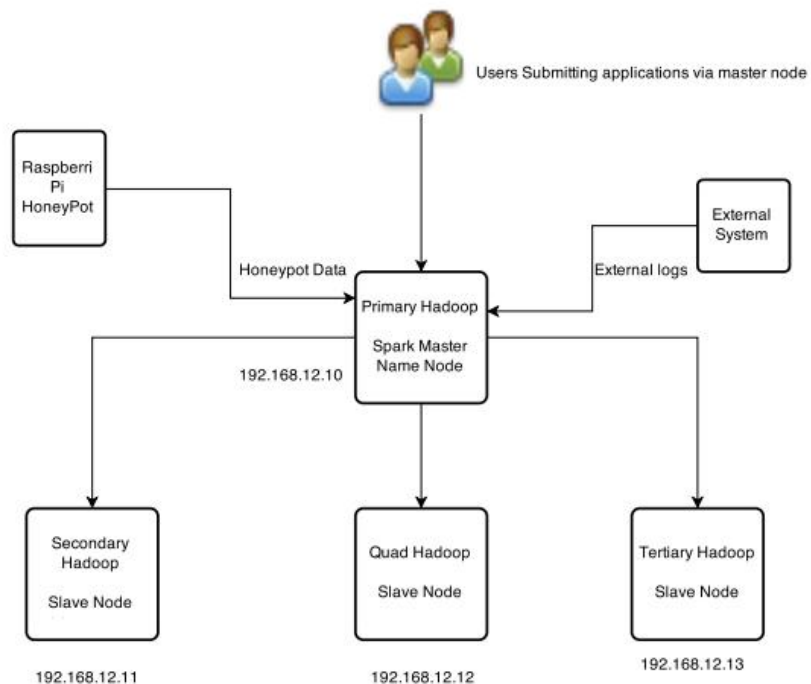 Users Submitting applications via master node
Raspberri
Pi
HoneyPot
External
System
Honeypot Data
External logs
Primary Hadoop
Spark Master
Name Node
192.168.12.10
Secondary
Hadoop
Slave Node
Quad Hadoop
Slave Node
Tertiary Hadoop
Slave Node
192.168.12.11
192.168.12.12
192.168.12.13